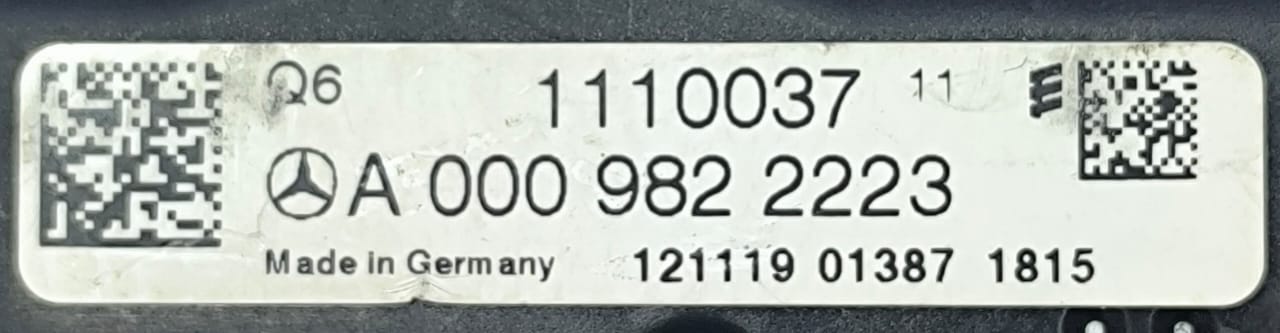 Q6 1110037 11
A 000 982 2223
Made in Germany 121119 01387 1815